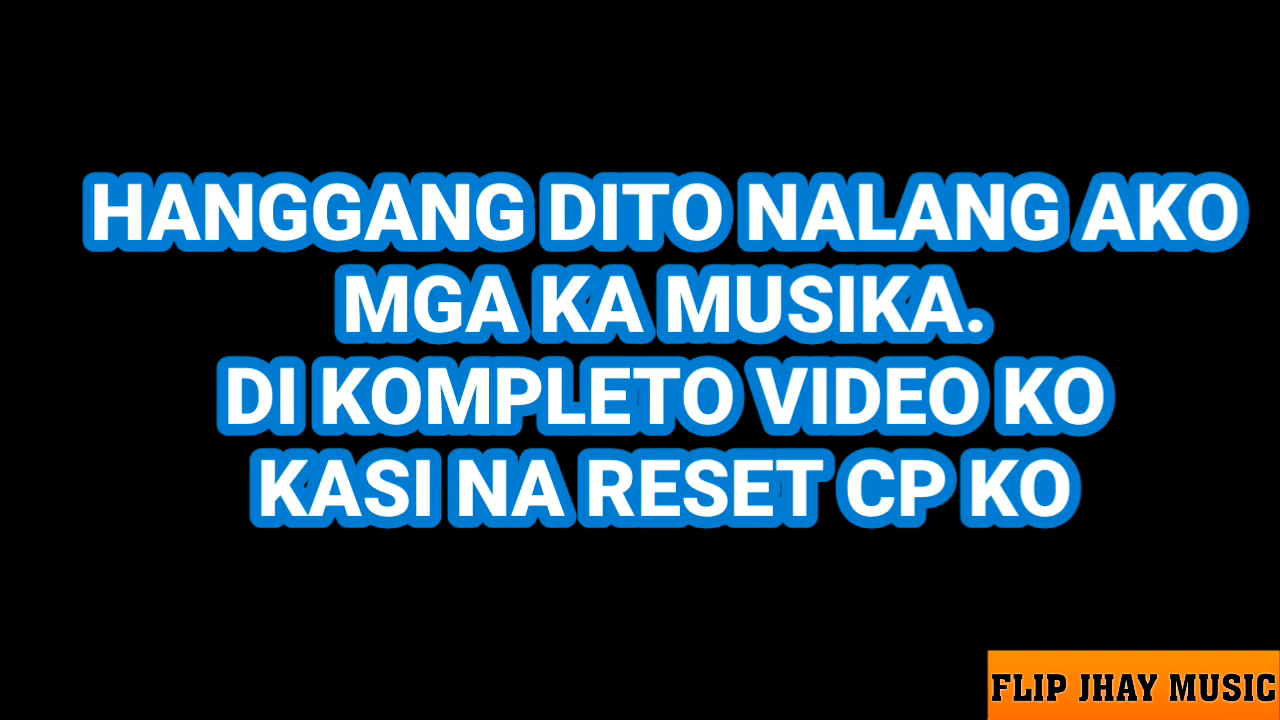 HANGGANG DITO NALANG AKO
MGA KA MUSIKA.
DI KOMPLETO VIDEO KO
KASI NA RESET CP KO
FLIP JHAY MUSIC